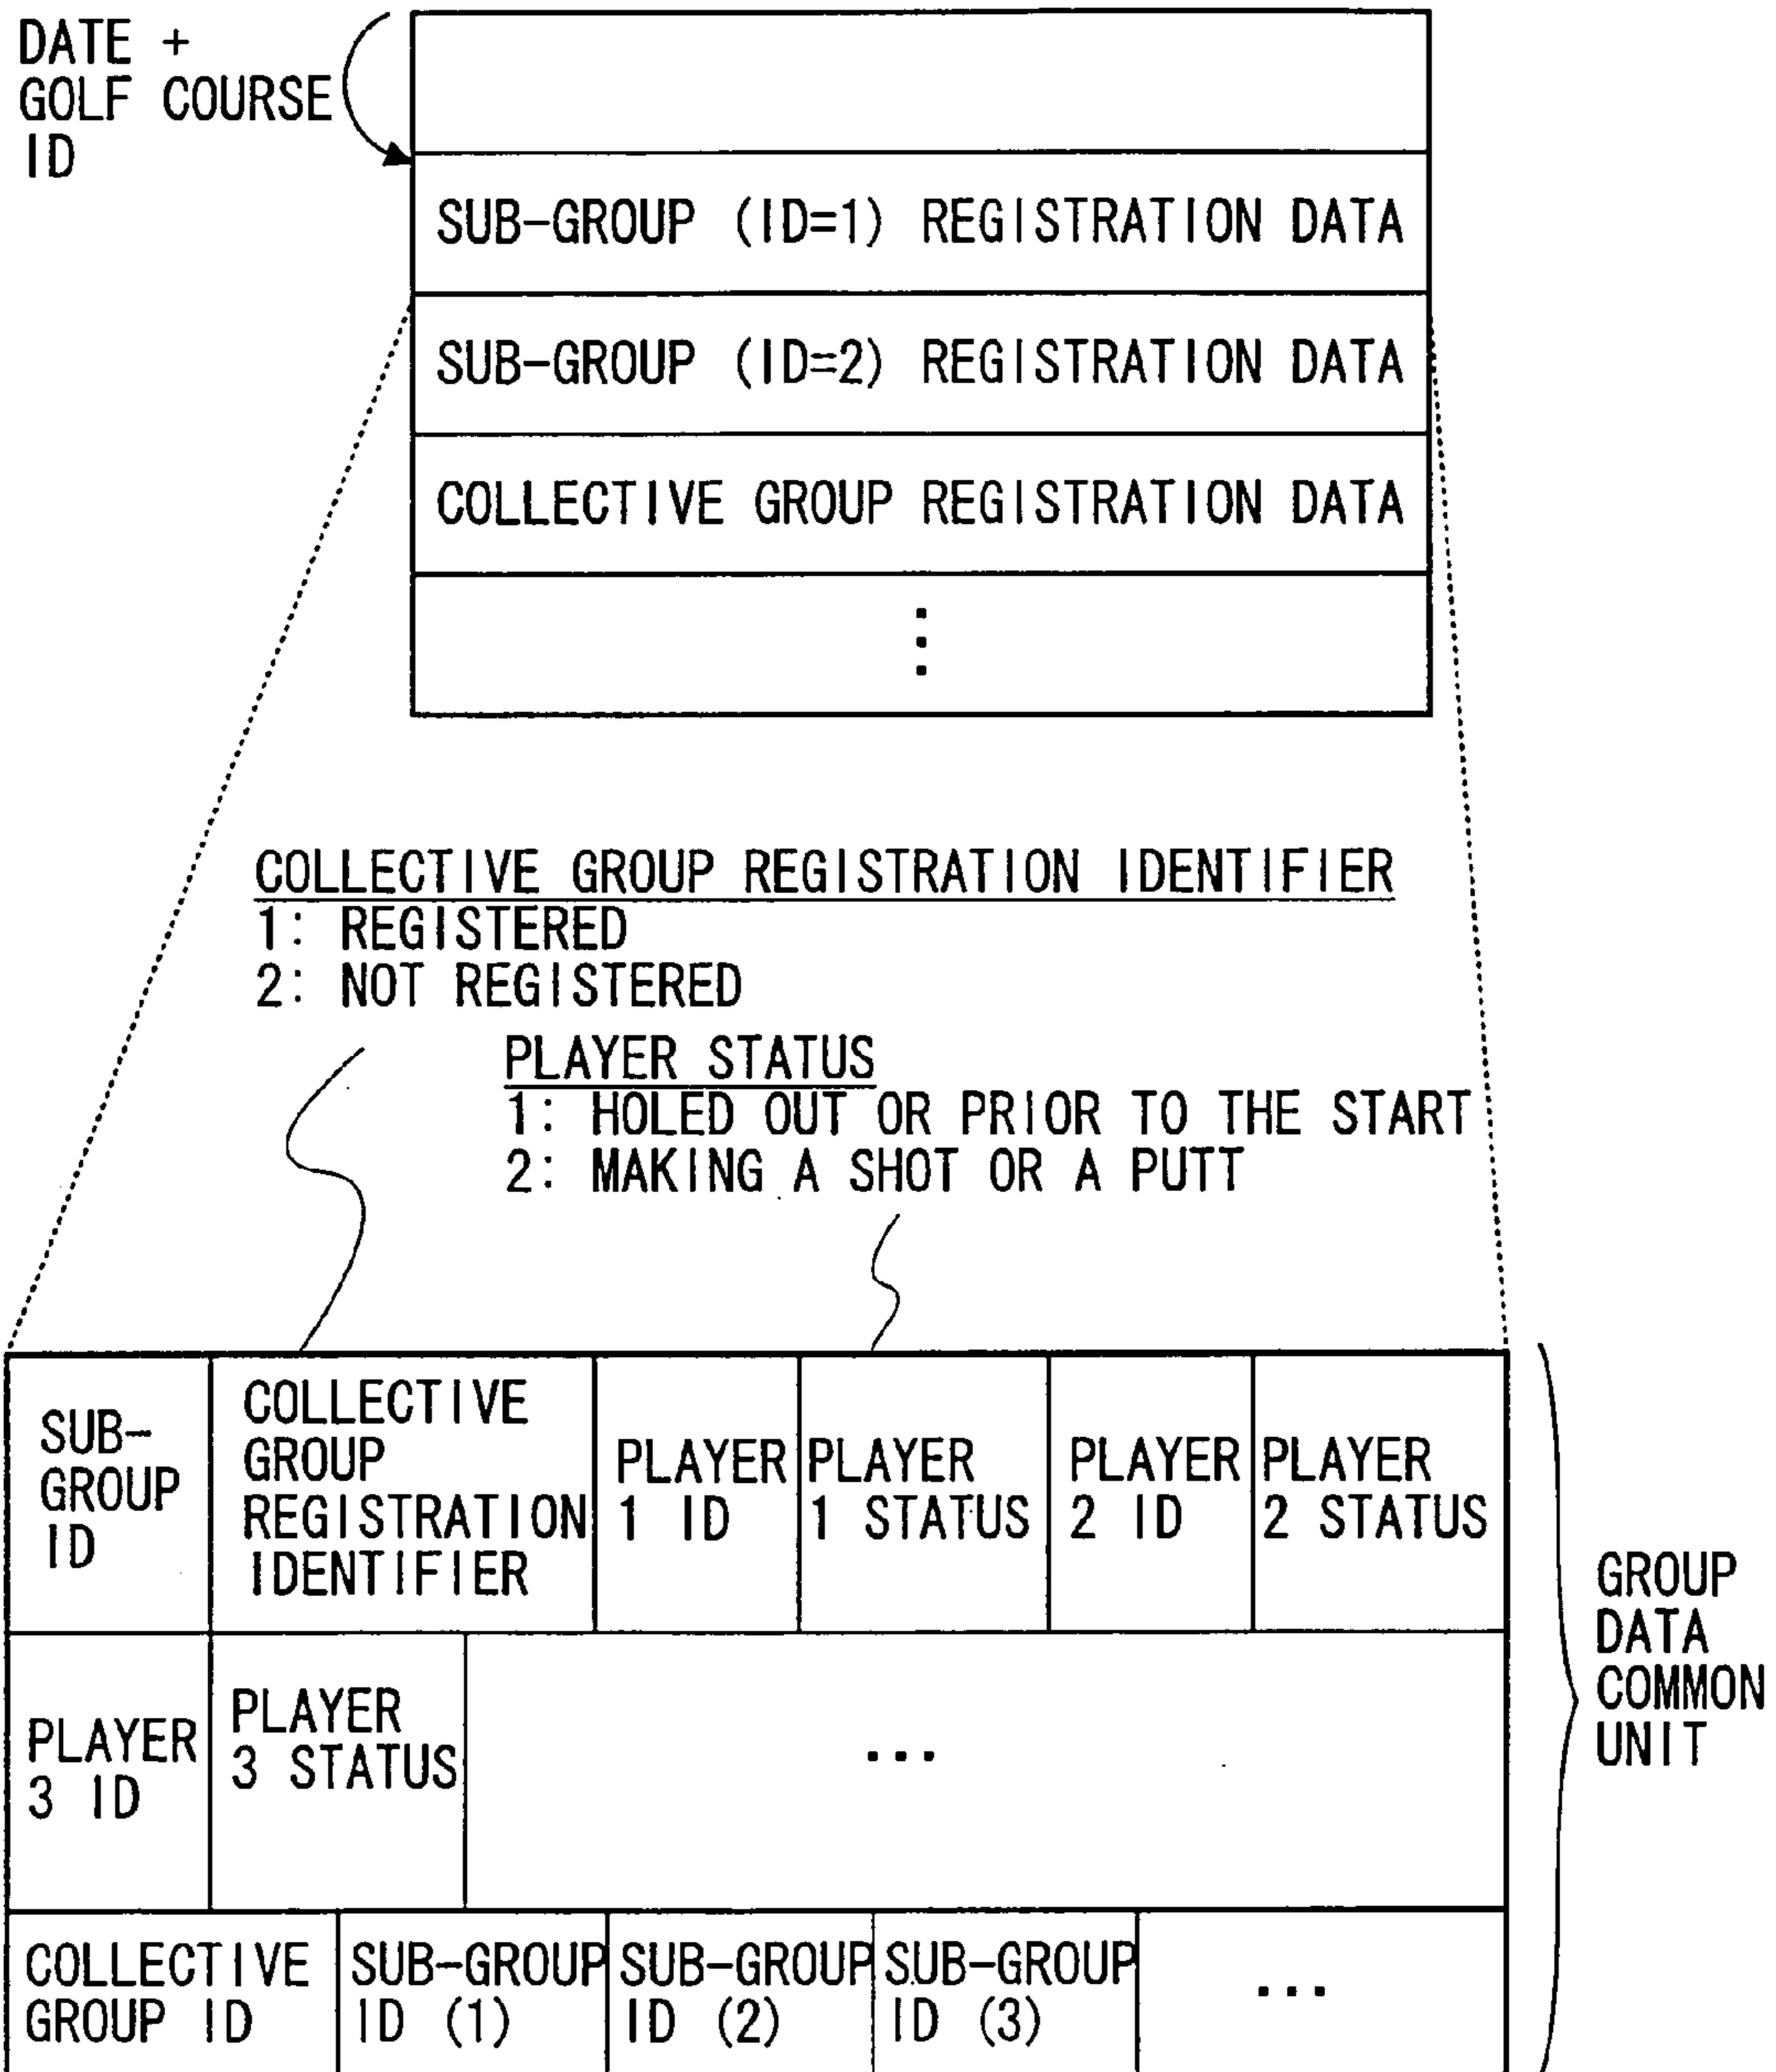 DATE +
GOLF COURSE
ID
SUB-GROUP (ID=1) REGISTRATION DATA
SUB-GROUP (ID=2) REGISTRATION DATA
COLLECTIVE GROUP REGISTRATION DATA
⋮
COLLECTIVE GROUP REGISTRATION IDENTIFIER
1: REGISTERED
2: NOT REGISTERED
PLAYER STATUS
1: HOLED OUT OR PRIOR TO THE START
2: MAKING A SHOT OR A PUTT
SUB-
GROUP
ID
COLLECTIVE
GROUP
REGISTRATION
IDENTIFIER
PLAYER
1 ID
PLAYER
1 STATUS
PLAYER
2 ID
PLAYER
2 STATUS
PLAYER
3 ID
PLAYER
3 STATUS
...
COLLECTIVE
GROUP ID
SUB-GROUP
ID (1)
SUB-GROUP
ID (2)
SUB-GROUP
ID (3)
...
GROUP
DATA
COMMON
UNIT